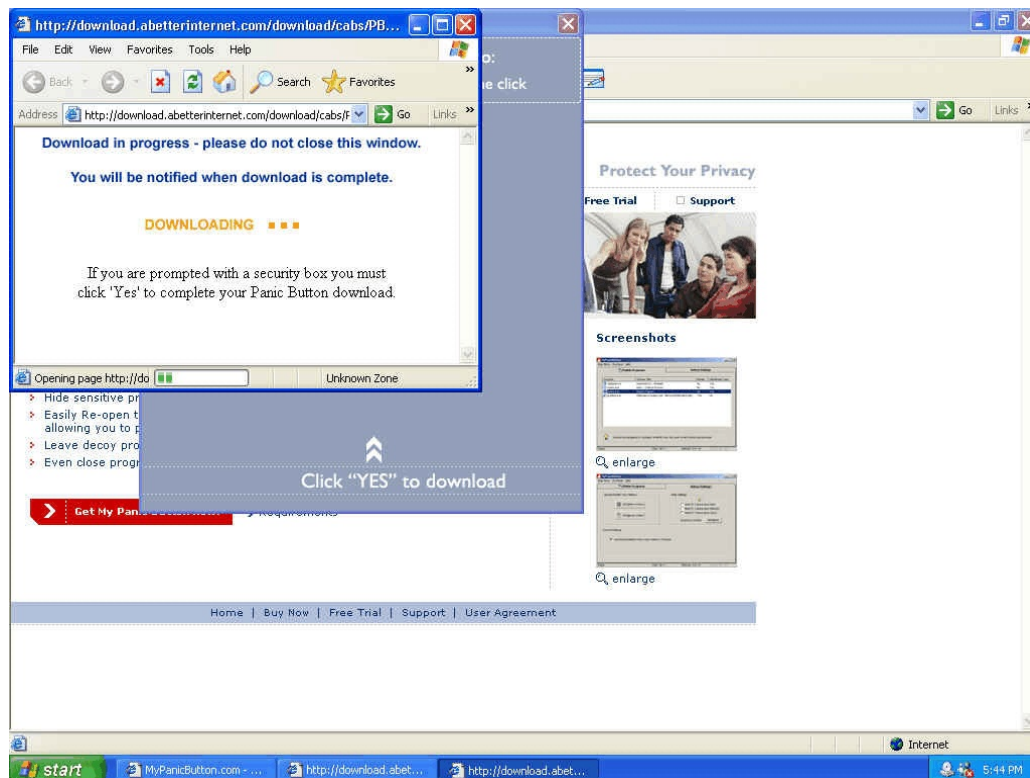 http://download.abetterinternet.com/download/cabs/PB...
File Edit View Favorites Tools Help
Back Search Favorites
Address http://download.abetterinternet.com/download/cabs/F Go Links
Download in progress - please do not close this window.
You will be notified when download is complete.
DOWNLOADING
If you are prompted with a security box you must
click 'Yes' to complete your Panic Button download.
Opening page http://do Unknown Zone
o:
e click
Go Links
Protect Your Privacy
Free Trial Support
Screenshots
enlarge
enlarge
Hide sensitive pr
Easily Re-open t
allowing you to p
Leave decoy pro
Even close progr
Click “YES” to download
Get My Pan
Requirements
Home | Buy Now | Free Trial | Support | User Agreement
Internet
start MyPanicButton.com - ... http://download.abet... http://download.abet... 5:44 PM